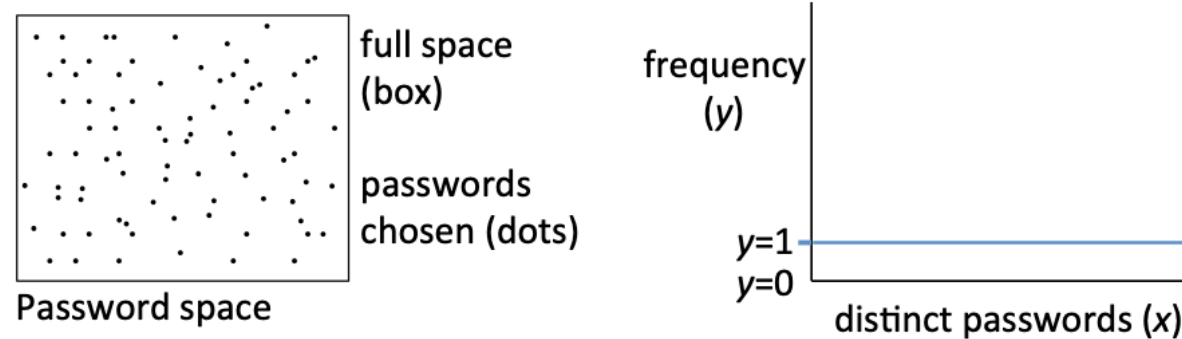 full space
(box)
passwords
chosen (dots)
Password space
frequency
(y)
y=1
y=0
distinct passwords (x)